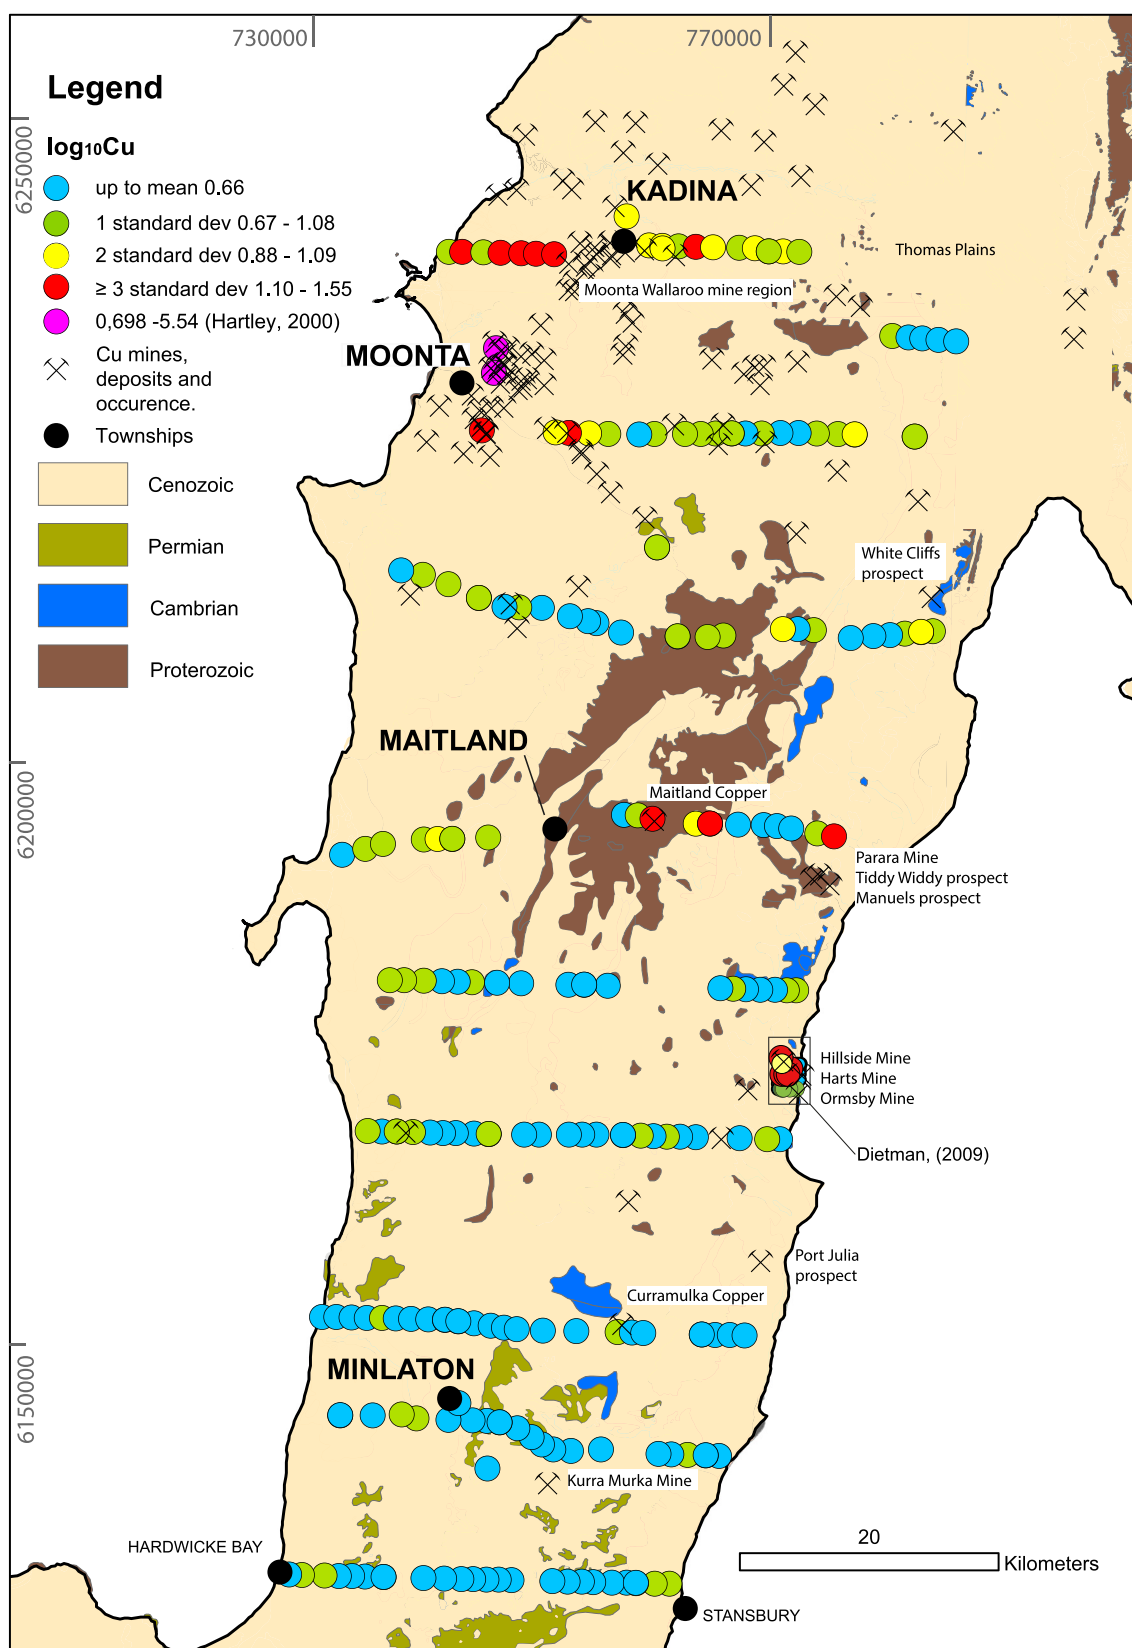 730000
770000
6250000
6200000
6150000
Legend
log10Cu
up to mean 0.66
1 standard dev 0.67 - 1.08
2 standard dev 0.88 - 1.09
≥ 3 standard dev 1.10 - 1.55
0,698 -5.54 (Hartley, 2000)
Cu mines,
deposits and
occurence.
Townships
Cenozoic
Permian
Cambrian
Proterozoic
KADINA
Thomas Plains
Moonta Wallaroo mine region
MOONTA
White Cliffs
prospect
MAITLAND
Maitland Copper
Parara Mine
Tiddy Widdy prospect
Manuels prospect
Hillside Mine
Harts Mine
Ormsby Mine
Dietman, (2009)
Port Julia
prospect
Curramulka Copper
MINLATON
Kurra Murka Mine
HARDWICKE BAY
STANSBURY
20
Kilometers